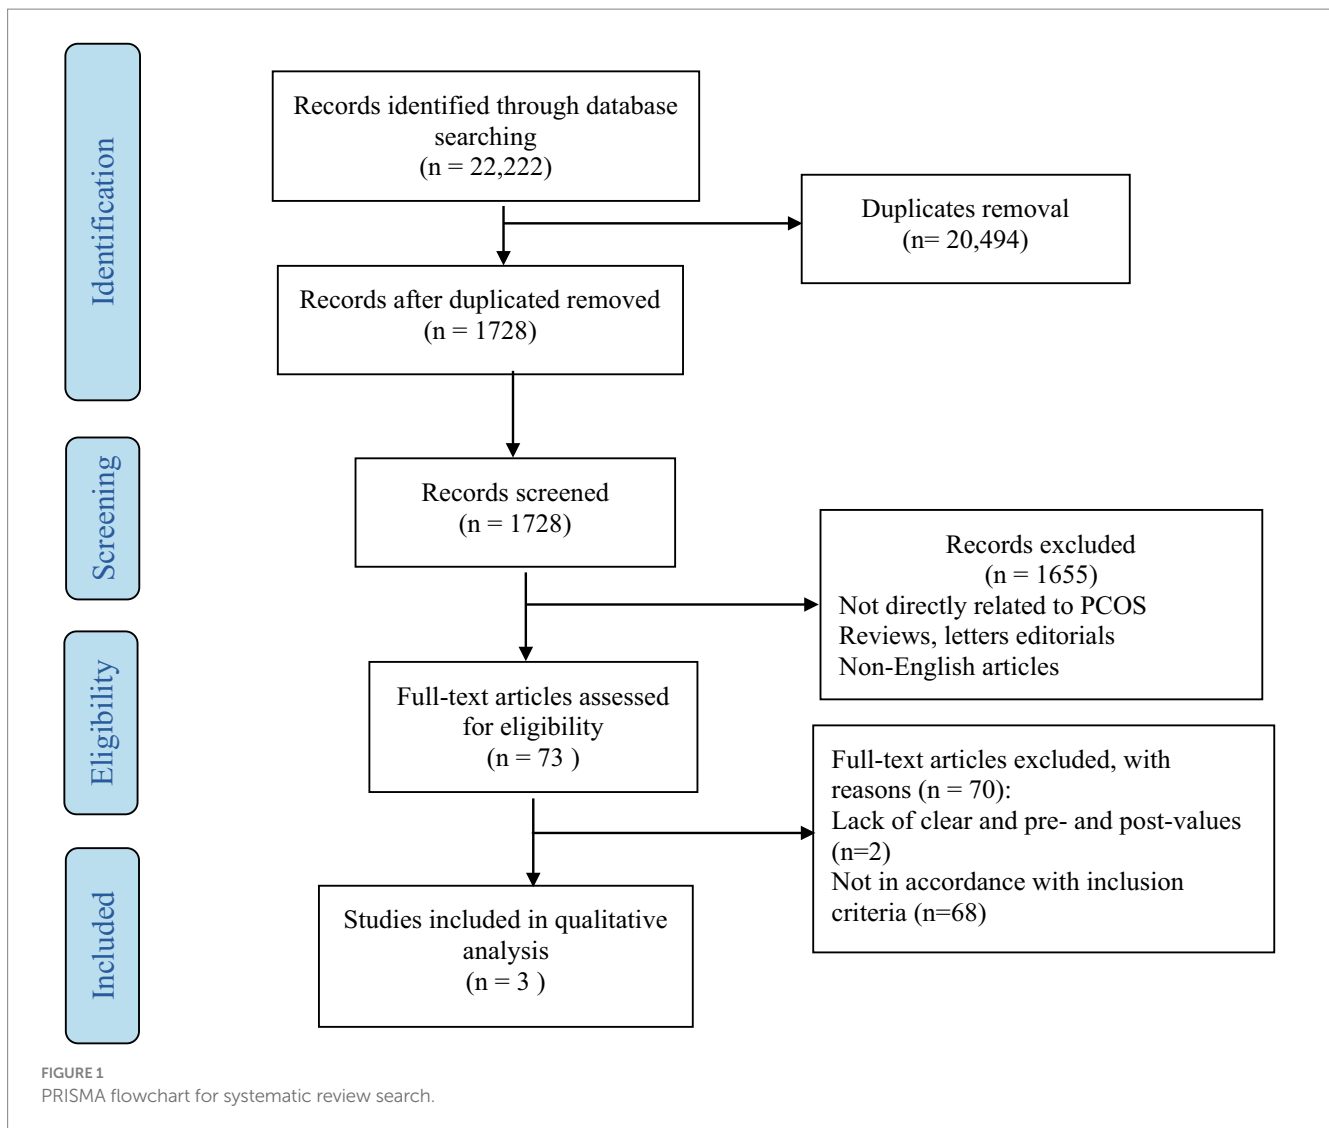 Identification
Records identified through database
searching
(n = 22,222)
Duplicates removal
(n= 20,494)
Records after duplicated removed
(n = 1728)
Screening
Records screened
(n = 1728)
Records excluded
(n = 1655)
Not directly related to PCOS
Reviews, letters editorials
Non-English articles
Eligibility
Full-text articles assessed
for eligibility
(n = 73 )
Full-text articles excluded, with
reasons (n = 70):
Lack of clear and pre- and post-values
(n=2)
Not in accordance with inclusion
criteria (n=68)
Included
Studies included in qualitative
analysis
(n = 3 )
FIGURE 1
PRISMA flowchart for systematic review search.